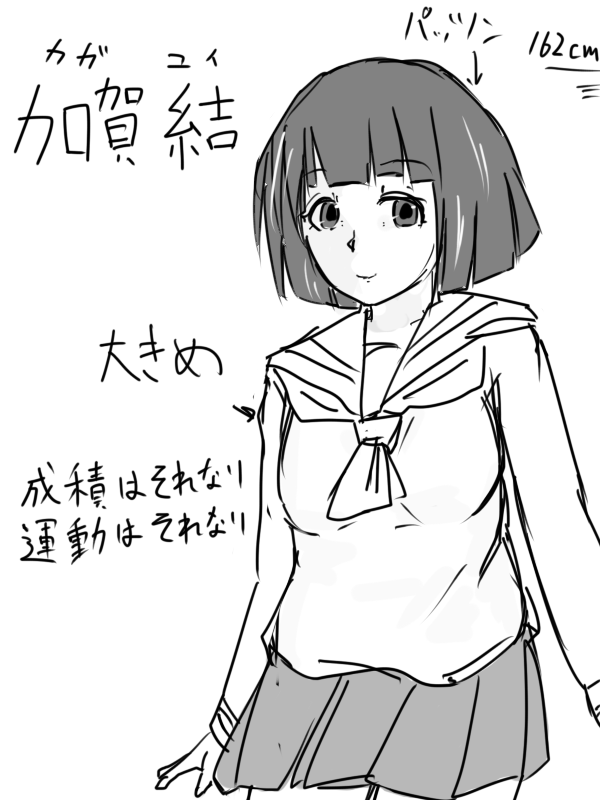 パッツン
162cm
カガ ユイ
加賀 結
大きめ
成積はそれなり
運動はそれなり